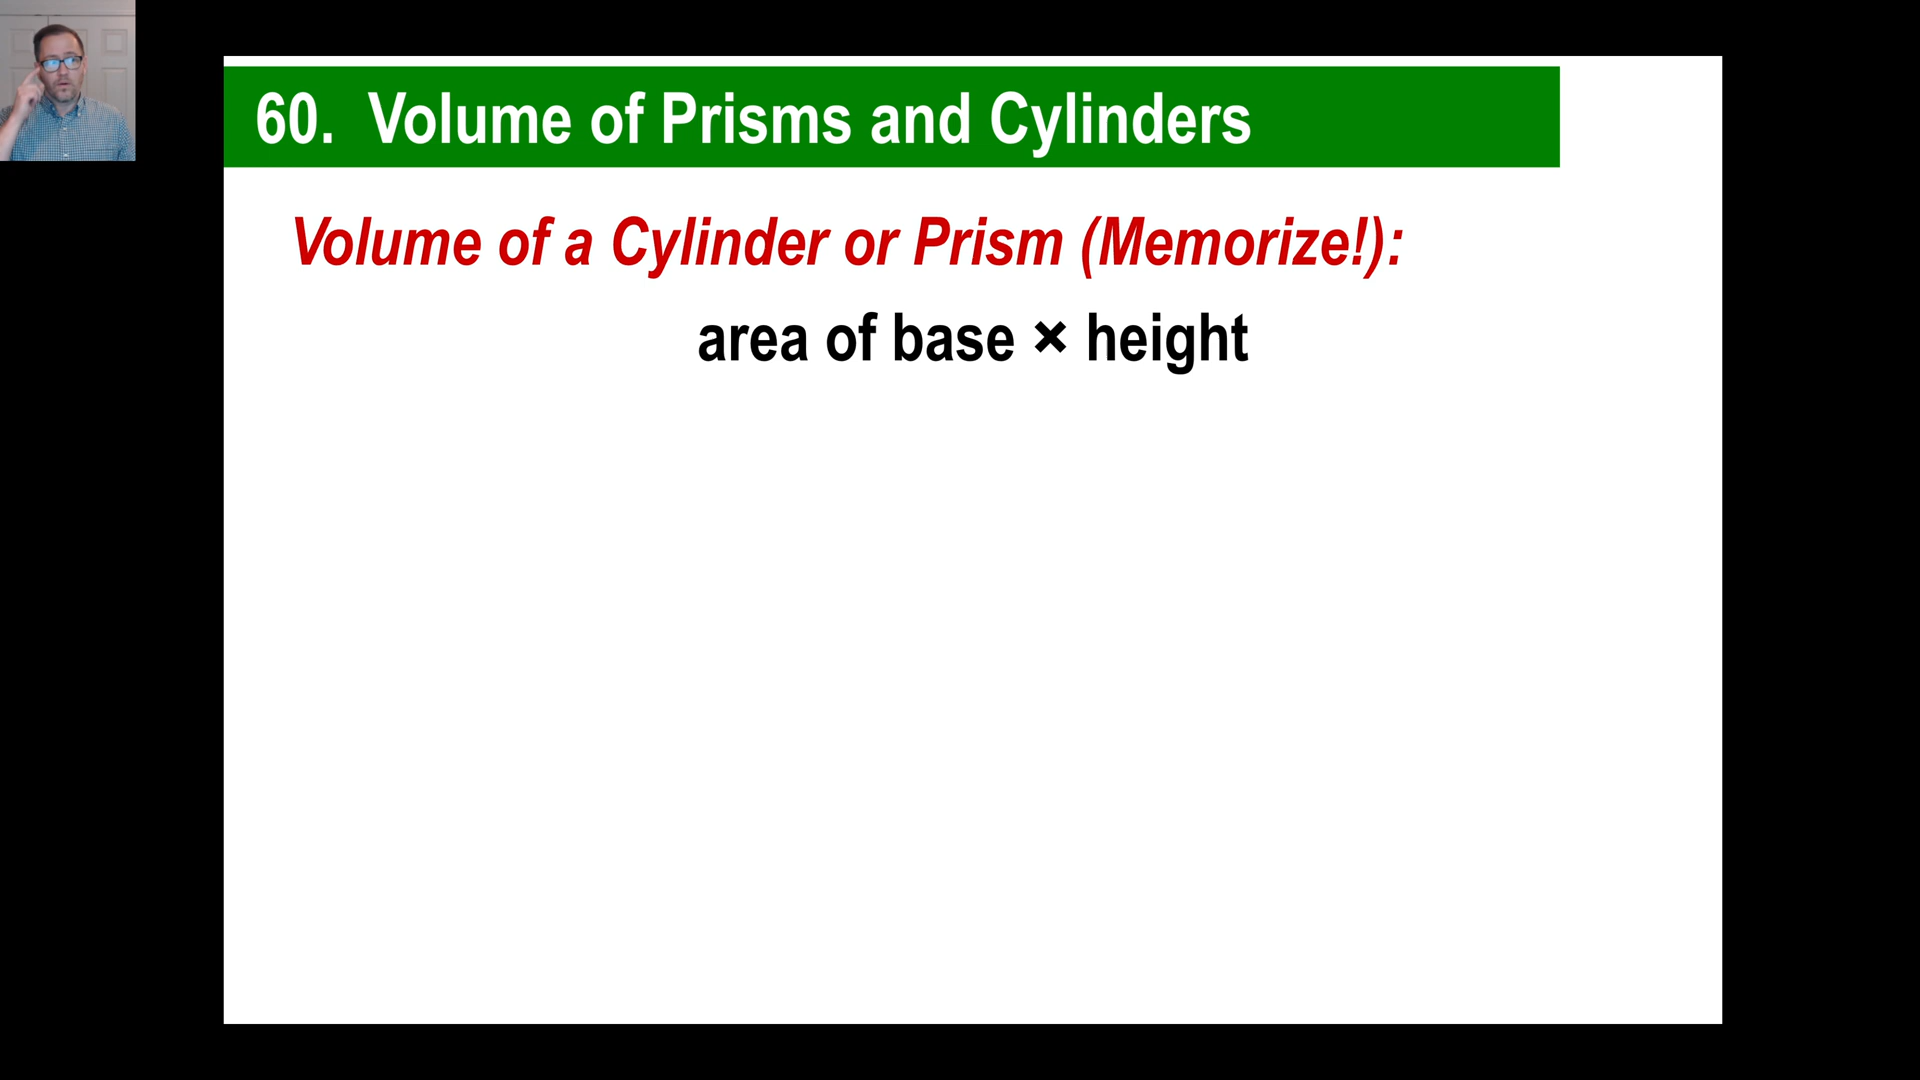 60. Volume of Prisms and Cylinders
Volume of a Cylinder or Prism (Memorize!):
area of base × height